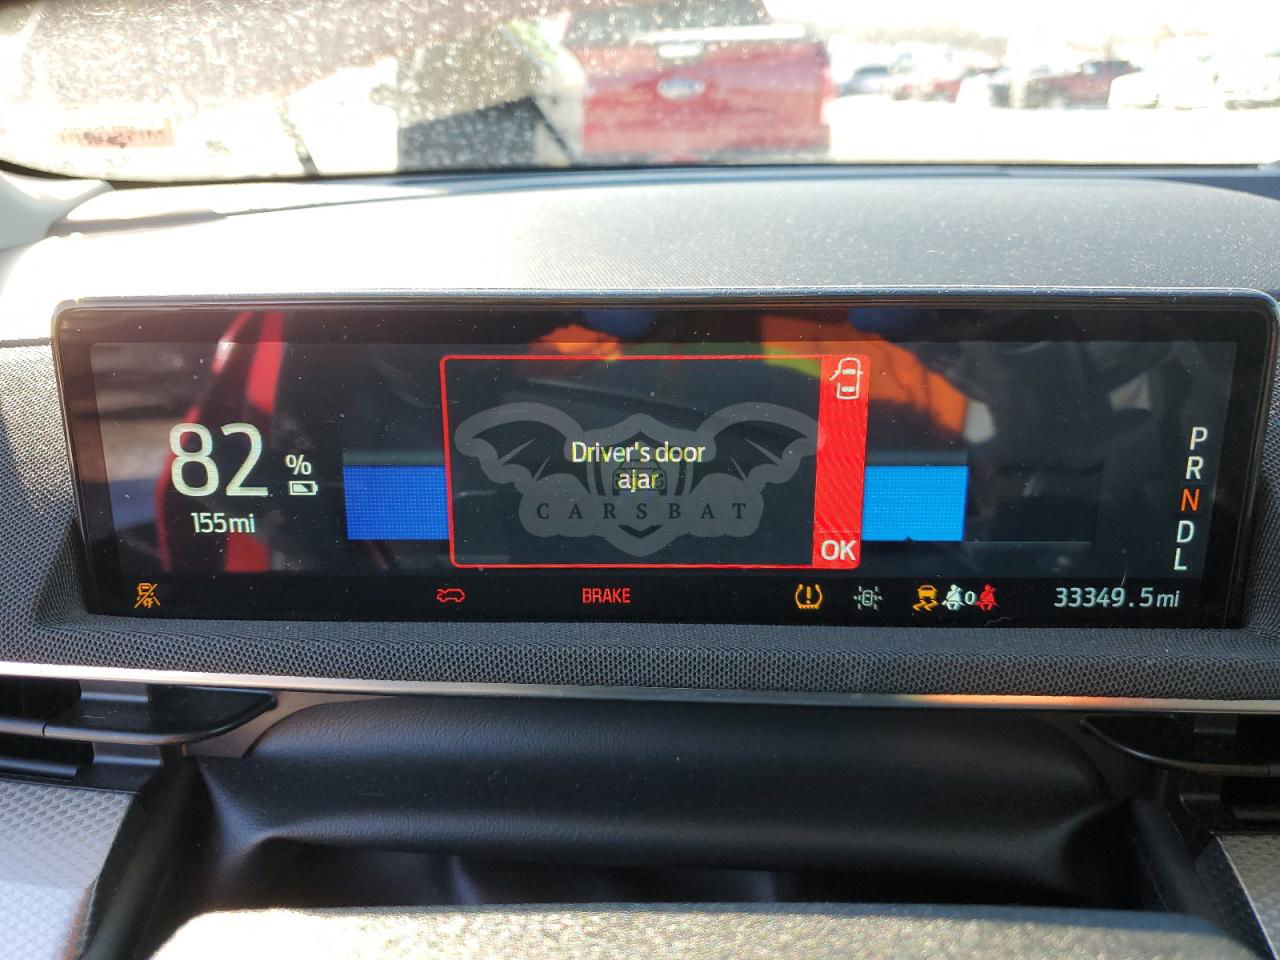 82 %
155mi
Driver's door
ajar
CARSBAT
OK
P
R
N
D
L
BRAKE
0
33349.5mi